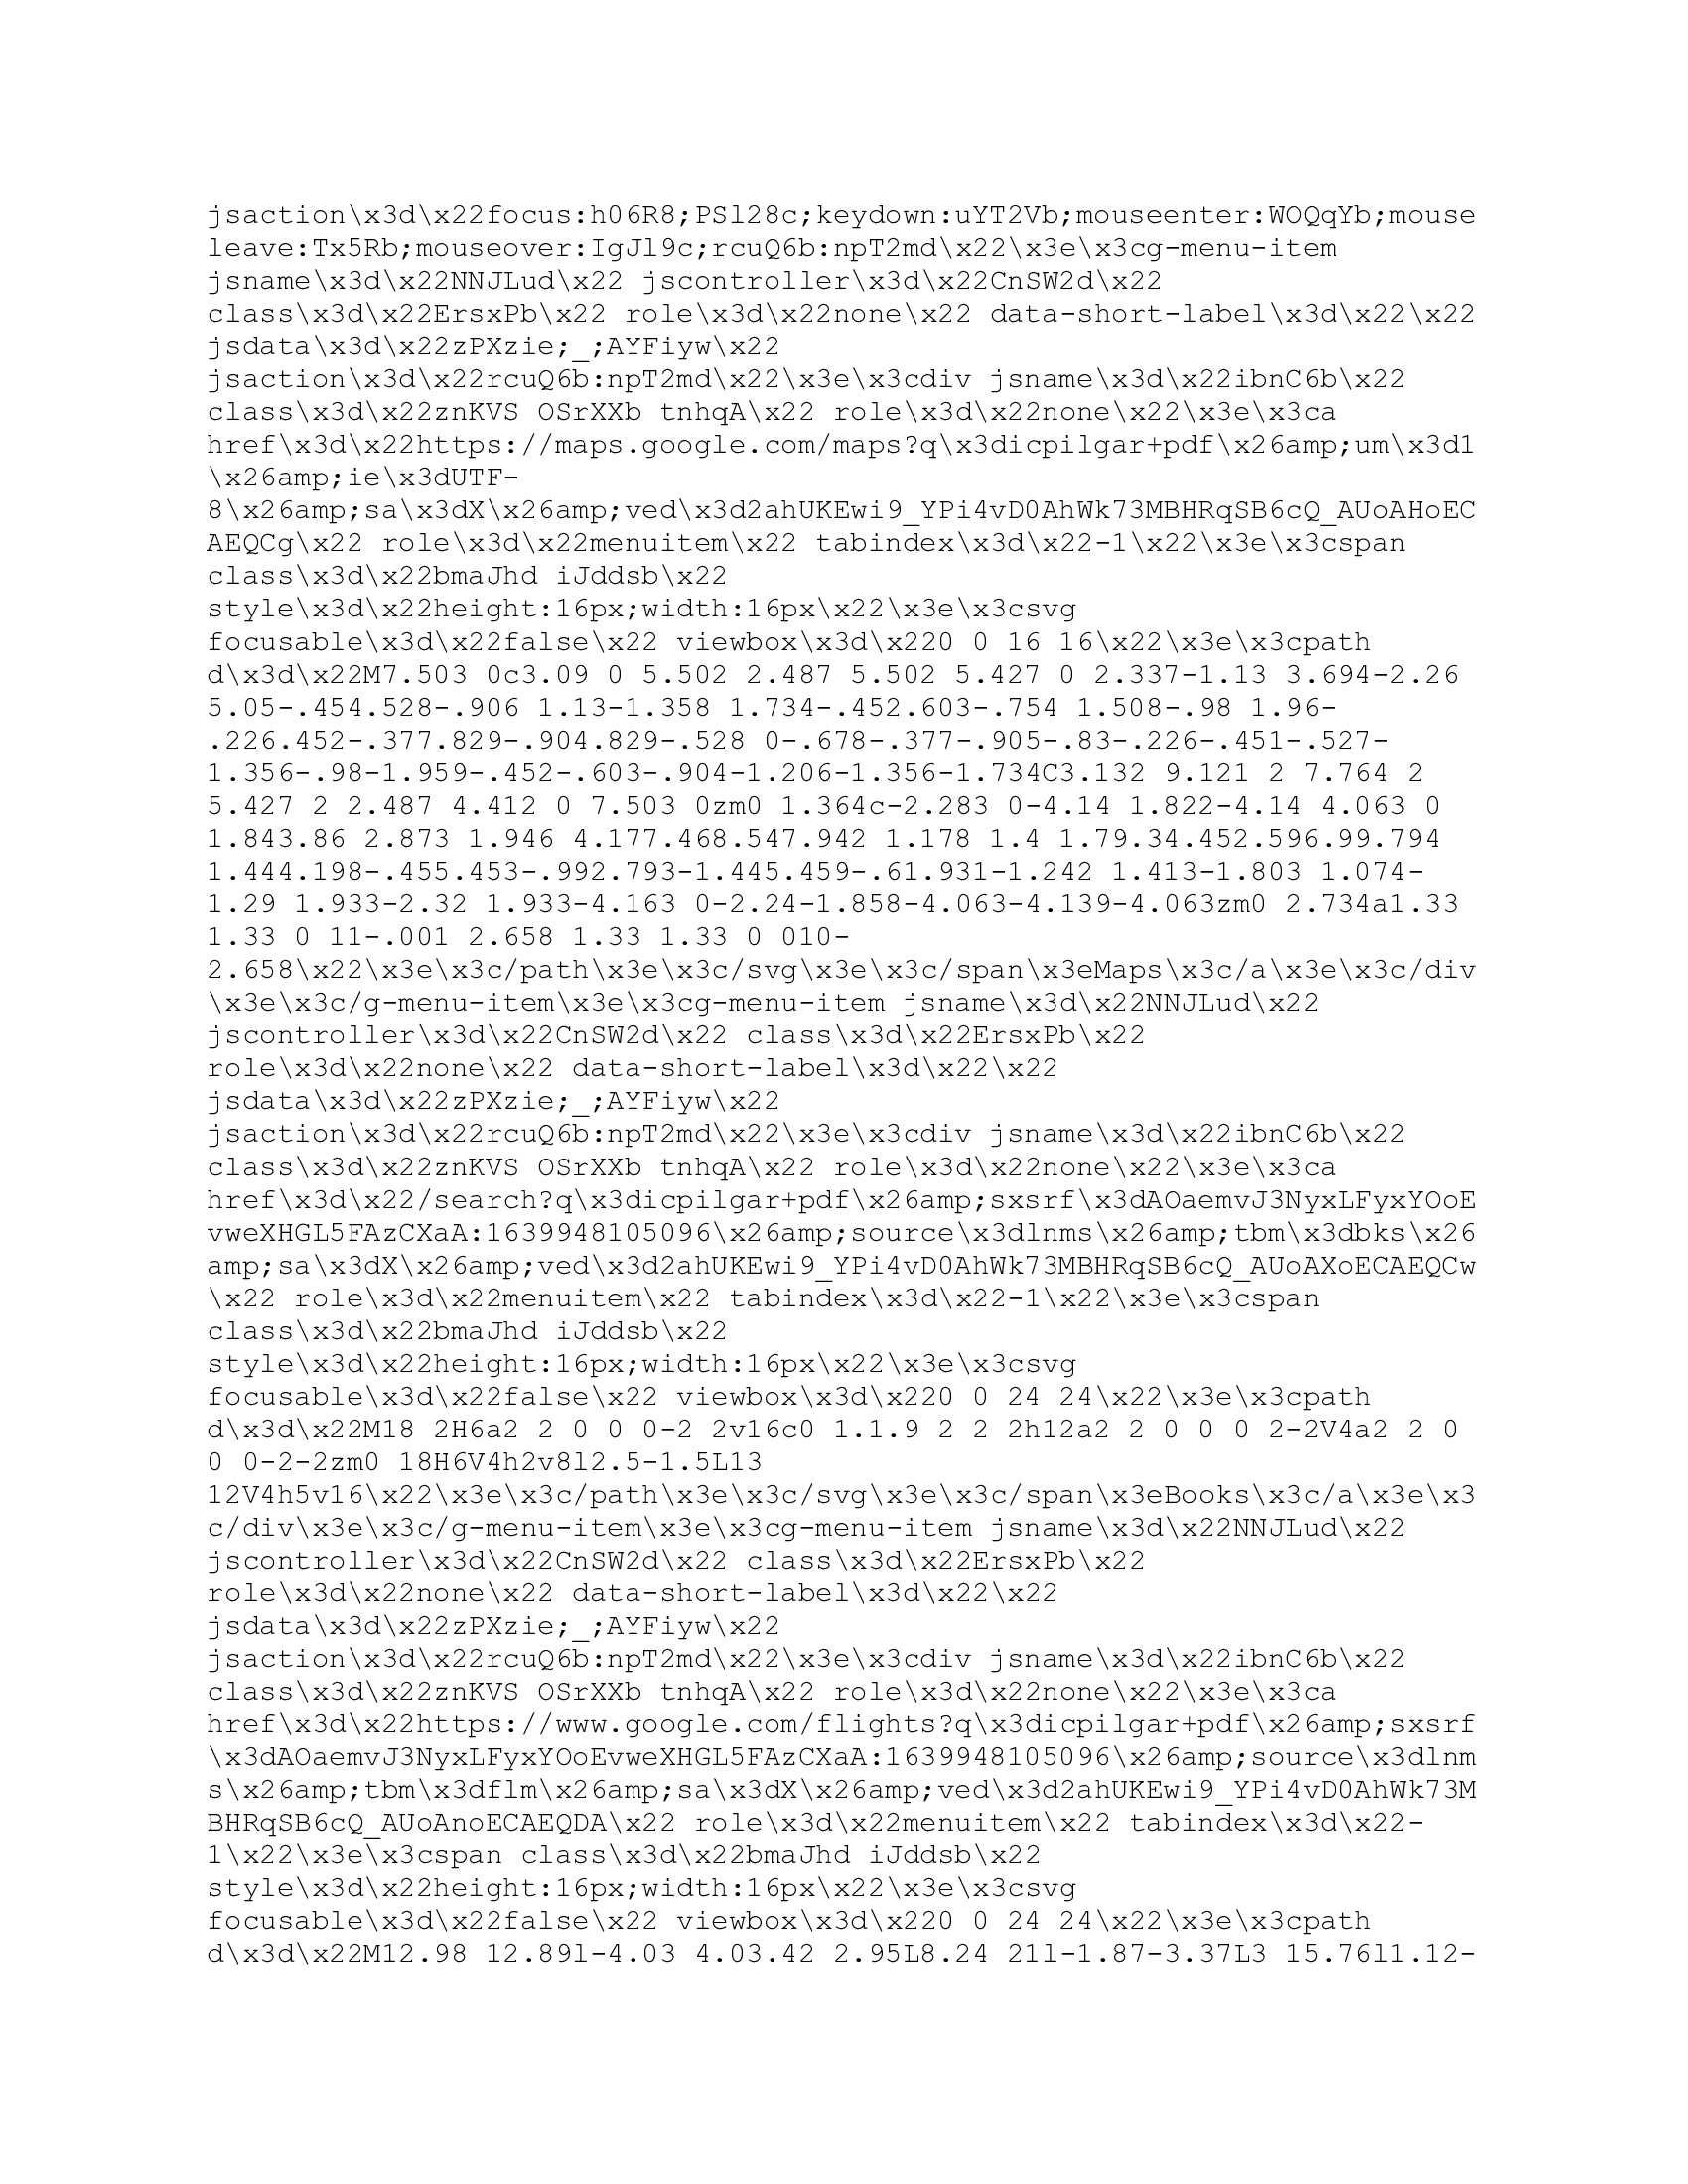 jsaction\x3d\x22focus:h06R8;PSl28c;keydown:uYT2Vb;mouseenter:WOQqYb;mouse
leave:Tx5Rb;mouseover:IgJl9c;rcuQ6b:npT2md\x22\x3e\x3cg-menu-item
jsname\x3d\x22NNJLud\x22 jscontroller\x3d\x22CnSW2d\x22
class\x3d\x22ErsxPb\x22 role\x3d\x22none\x22 data-short-label\x3d\x22\x22
jsdata\x3d\x22zPXzie;_;AYFiyw\x22
jsaction\x3d\x22rcuQ6b:npT2md\x22\x3e\x3cdiv jsname\x3d\x22ibnC6b\x22
class\x3d\x22znKVS OSrXXb tnhqA\x22 role\x3d\x22none\x22\x3e\x3ca
href\x3d\x22https://maps.google.com/maps?q\x3dicpilgar+pdf\x26amp;um\x3d1
\x26amp;ie\x3dUTF-
8\x26amp;sa\x3dX\x26amp;ved\x3d2ahUKEwi9_YPi4vD0AhWk73MBHRqSB6cQ_AUoAHoEC
AEQCg\x22 role\x3d\x22menuitem\x22 tabindex\x3d\x22-1\x22\x3e\x3cspan
class\x3d\x22bmaJhd iJddsb\x22
style\x3d\x22height:16px;width:16px\x22\x3e\x3csvg
focusable\x3d\x22false\x22 viewbox\x3d\x220 0 16 16\x22\x3e\x3cpath
d\x3d\x22M7.503 0c3.09 0 5.502 2.487 5.502 5.427 0 2.337-1.13 3.694-2.26
5.05-.454.528-.906 1.13-1.358 1.734-.452.603-.754 1.508-.98 1.96-
.226.452-.377.829-.904.829-.528 0-.678-.377-.905-.83-.226-.451-.527-
1.356-.98-1.959-.452-.603-.904-1.206-1.356-1.734C3.132 9.121 2 7.764 2
5.427 2 2.487 4.412 0 7.503 0zm0 1.364c-2.283 0-4.14 1.822-4.14 4.063 0
1.843.86 2.873 1.946 4.177.468.547.942 1.178 1.4 1.79.34.452.596.99.794
1.444.198-.455.453-.992.793-1.445.459-.61.931-1.242 1.413-1.803 1.074-
1.29 1.933-2.32 1.933-4.163 0-2.24-1.858-4.063-4.139-4.063zm0 2.734a1.33
1.33 0 11-.001 2.658 1.33 1.33 0 010-
2.658\x22\x3e\x3c/path\x3e\x3c/svg\x3e\x3c/span\x3eMaps\x3c/a\x3e\x3c/div
\x3e\x3c/g-menu-item\x3e\x3cg-menu-item jsname\x3d\x22NNJLud\x22
jscontroller\x3d\x22CnSW2d\x22 class\x3d\x22ErsxPb\x22
role\x3d\x22none\x22 data-short-label\x3d\x22\x22
jsdata\x3d\x22zPXzie;_;AYFiyw\x22
jsaction\x3d\x22rcuQ6b:npT2md\x22\x3e\x3cdiv jsname\x3d\x22ibnC6b\x22
class\x3d\x22znKVS OSrXXb tnhqA\x22 role\x3d\x22none\x22\x3e\x3ca
href\x3d\x22/search?q\x3dicpilgar+pdf\x26amp;sxsrf\x3dAOaemvJ3NyxLFyxYOoE
vweXHGL5FAzCXaA:1639948105096\x26amp;source\x3dlnms\x26amp;tbm\x3dbks\x26
amp;sa\x3dX\x26amp;ved\x3d2ahUKEwi9_YPi4vD0AhWk73MBHRqSB6cQ_AUoAXoECAEQCw
\x22 role\x3d\x22menuitem\x22 tabindex\x3d\x22-1\x22\x3e\x3cspan
class\x3d\x22bmaJhd iJddsb\x22
style\x3d\x22height:16px;width:16px\x22\x3e\x3csvg
focusable\x3d\x22false\x22 viewbox\x3d\x220 0 24 24\x22\x3e\x3cpath
d\x3d\x22M18 2H6a2 2 0 0 0-2 2v16c0 1.1.9 2 2 2h12a2 2 0 0 0 2-2V4a2 2 0
0 0-2-2zm0 18H6V4h2v8l2.5-1.5L13
12V4h5v16\x22\x3e\x3c/path\x3e\x3c/svg\x3e\x3c/span\x3eBooks\x3c/a\x3e\x3
c/div\x3e\x3c/g-menu-item\x3e\x3cg-menu-item jsname\x3d\x22NNJLud\x22
jscontroller\x3d\x22CnSW2d\x22 class\x3d\x22ErsxPb\x22
role\x3d\x22none\x22 data-short-label\x3d\x22\x22
jsdata\x3d\x22zPXzie;_;AYFiyw\x22
jsaction\x3d\x22rcuQ6b:npT2md\x22\x3e\x3cdiv jsname\x3d\x22ibnC6b\x22
class\x3d\x22znKVS OSrXXb tnhqA\x22 role\x3d\x22none\x22\x3e\x3ca
href\x3d\x22https://www.google.com/flights?q\x3dicpilgar+pdf\x26amp;sxsrf
\x3dAOaemvJ3NyxLFyxYOoEvweXHGL5FAzCXaA:1639948105096\x26amp;source\x3dlnm
s\x26amp;tbm\x3dflm\x26amp;sa\x3dX\x26amp;ved\x3d2ahUKEwi9_YPi4vD0AhWk73M
BHRqSB6cQ_AUoAnoECAEQDA\x22 role\x3d\x22menuitem\x22 tabindex\x3d\x22-
1\x22\x3e\x3cspan class\x3d\x22bmaJhd iJddsb\x22
style\x3d\x22height:16px;width:16px\x22\x3e\x3csvg
focusable\x3d\x22false\x22 viewbox\x3d\x220 0 24 24\x22\x3e\x3cpath
d\x3d\x22M12.98 12.89l-4.03 4.03.42 2.95L8.24 21l-1.87-3.37L3 15.76l1.12-